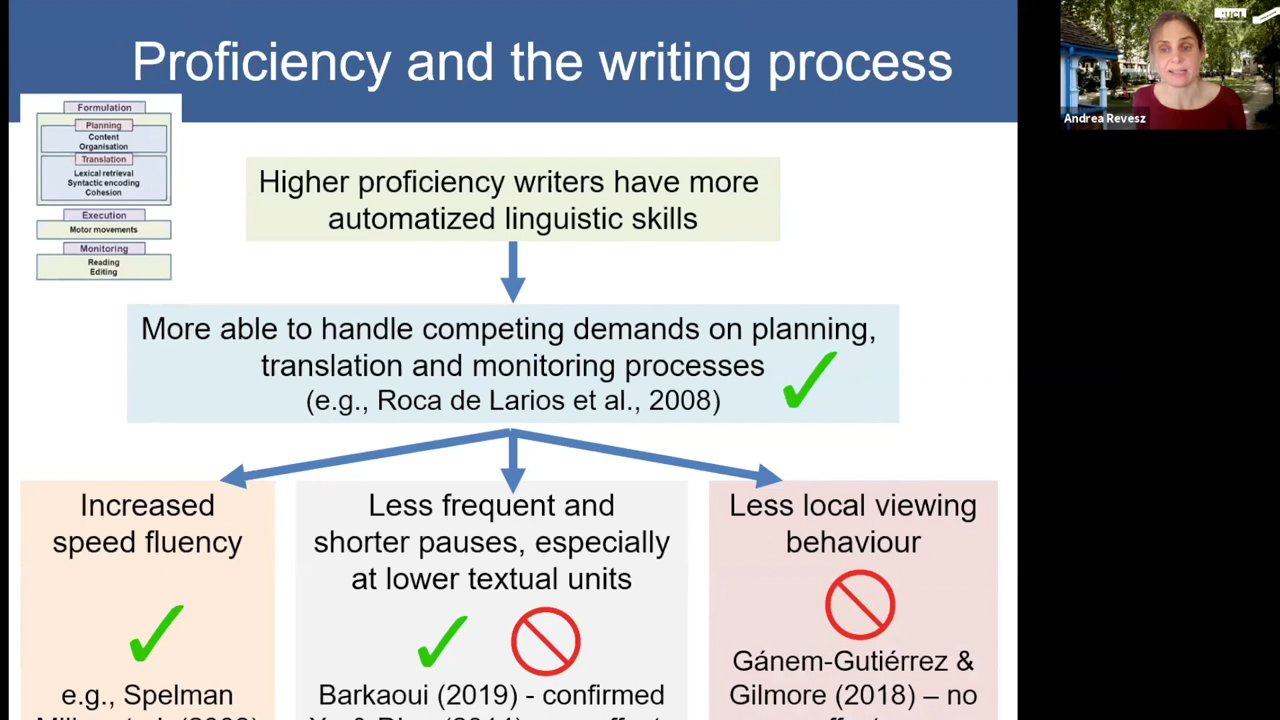 Proficiency and the writing process
Formulation
Planning
Content
Organisation
Translation
Lexical retrieval
Syntactic encoding
Cohesion
Execution
Motor movements
Monitoring
Reading
Editing
Higher proficiency writers have more
automatized linguistic skills
More able to handle competing demands on planning,
translation and monitoring processes
(e.g., Roca de Larios et al., 2008)
Increased
speed fluency
e.g., Spelman
Less frequent and
shorter pauses, especially
at lower textual units
Barkaoui (2019) - confirmed
Less local viewing
behaviour
Gánem-Gutiérrez &
Gilmore (2018) – no
Andrea Revesz